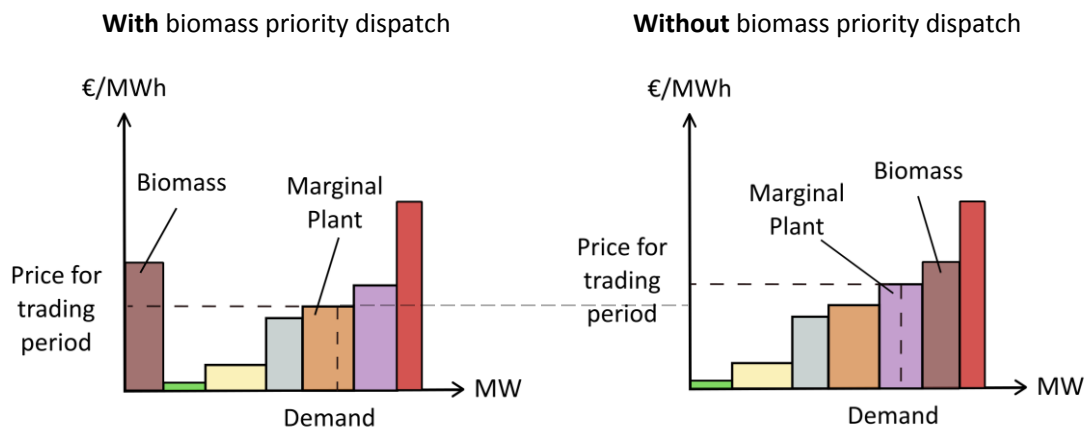 With biomass priority dispatch
€/MWh
Biomass
Marginal
Plant
Price for
trading
period
MW
Demand
Without biomass priority dispatch
€/MWh
Biomass
Marginal
Plant
Price for
trading
period
MW
Demand